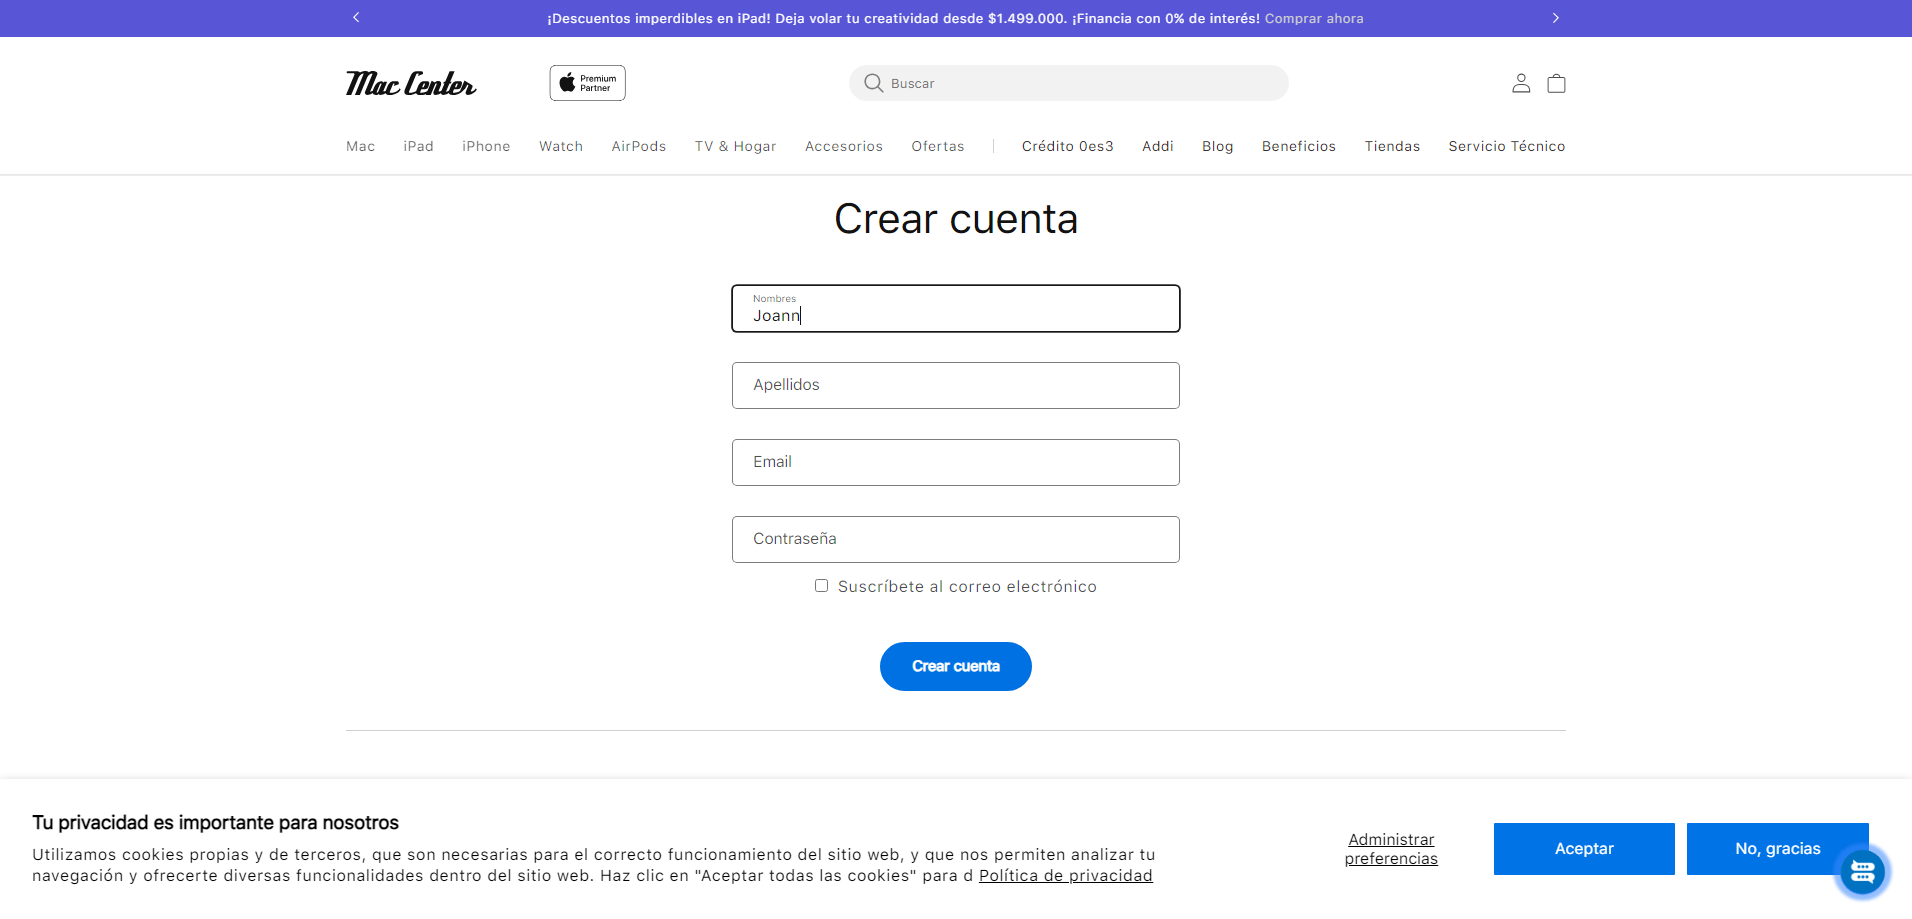 ¡Descuentos imperdibles en iPad! Deja volar tu creatividad desde $1.499.000. ¡Financia con 0% de interés! Comprar ahora
Mac Center
Premium
Partner
Buscar
Mac iPad iPhone Watch AirPods TV & Hogar Accesorios Ofertas Crédito 0es3 Addi Blog Beneficios Tiendas Servicio Técnico
Crear cuenta
Nombres
Joann
Apellidos
Email
Contraseña
Suscríbete al correo electrónico
Crear cuenta
Tu privacidad es importante para nosotros
Utilizamos cookies propias y de terceros, que son necesarias para el correcto funcionamiento del sitio web, y que nos permiten analizar tu
navegación y ofrecerte diversas funcionalidades dentro del sitio web. Haz clic en "Aceptar todas las cookies" para d Política de privacidad
Administrar
preferencias
Aceptar
No, gracias